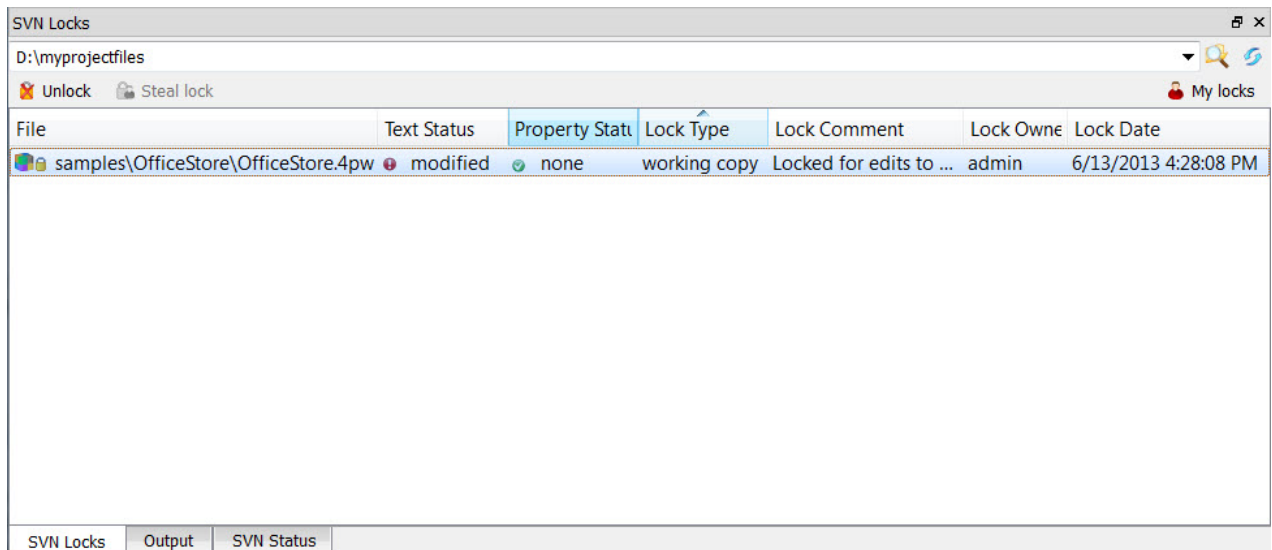 SVN Locks
D:\myprojectfiles
Unlock Steal lock My locks
File Text Status Property Statu Lock Type Lock Comment Lock Owne Lock Date
samples\OfficeStore\OfficeStore.4pw modified none working copy Locked for edits to ... admin 6/13/2013 4:28:08 PM
SVN Locks Output SVN Status